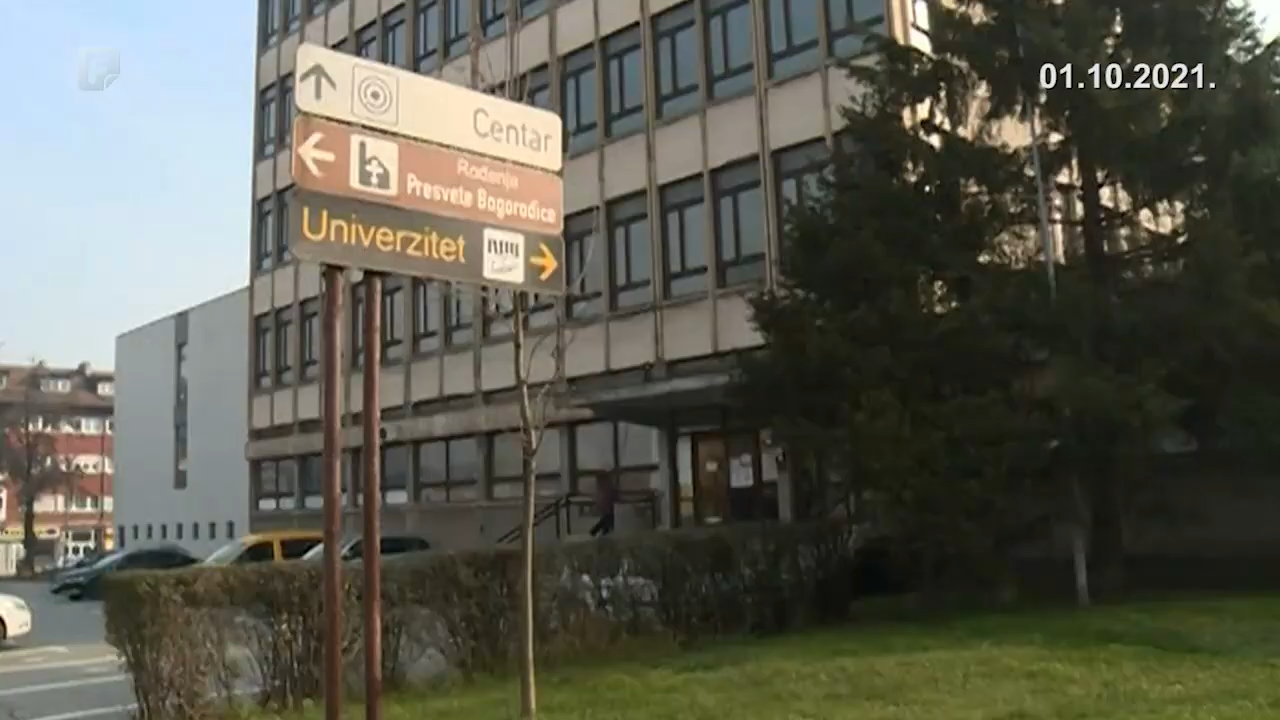 01.10.2021.
Centar
Rođenja
Presvete Bogorodice
Univerzitet